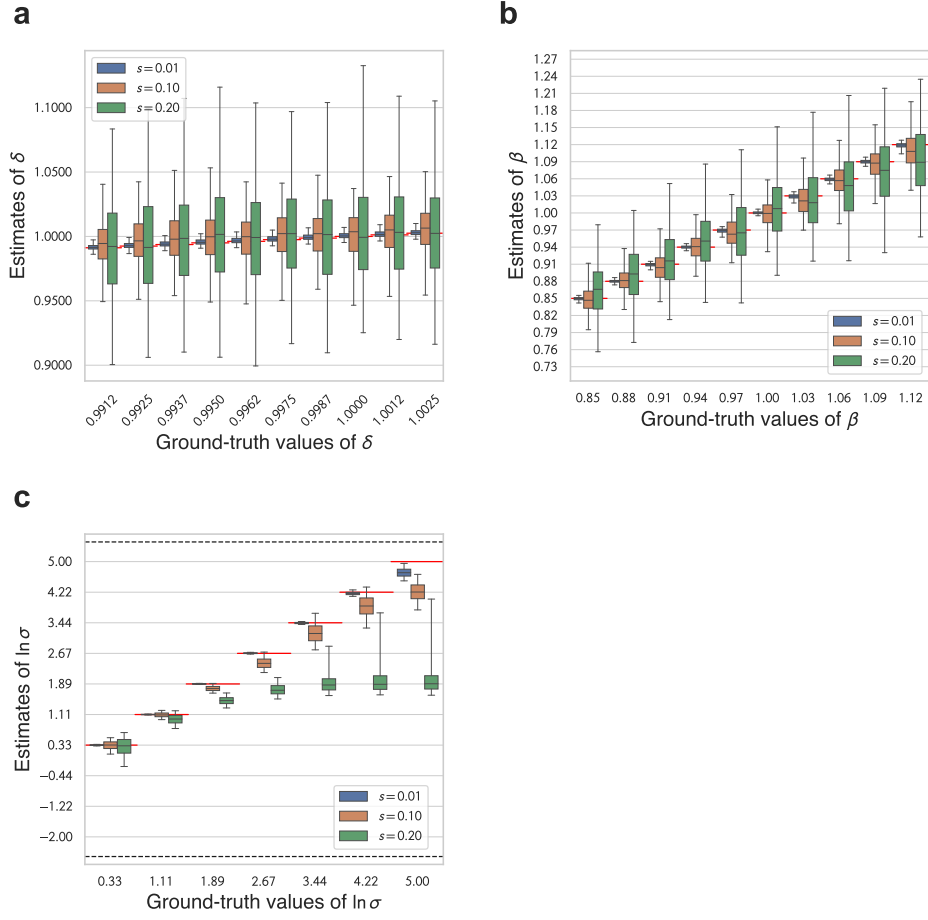 a
Estimates of δ
1.1000
1.0500
1.0000
0.9500
0.9000
s = 0.01
s = 0.10
s = 0.20
0.9912 0.9925 0.9937 0.9950 0.9962 0.9975 0.9987 1.0000 1.0012 1.0025
Ground-truth values of δ
b
Estimates of β
1.27
1.24
1.21
1.18
1.15
1.12
1.09
1.06
1.03
1.00
0.97
0.94
0.91
0.88
0.85
0.82
0.79
0.76
0.73
s = 0.01
s = 0.10
s = 0.20
0.85 0.88 0.91 0.94 0.97 1.00 1.03 1.06 1.09 1.12
Ground-truth values of β
c
Estimates of ln σ
5.00
4.22
3.44
2.67
1.89
1.11
0.33
−0.44
−1.22
−2.00
s = 0.01
s = 0.10
s = 0.20
0.33 1.11 1.89 2.67 3.44 4.22 5.00
Ground-truth values of ln σ